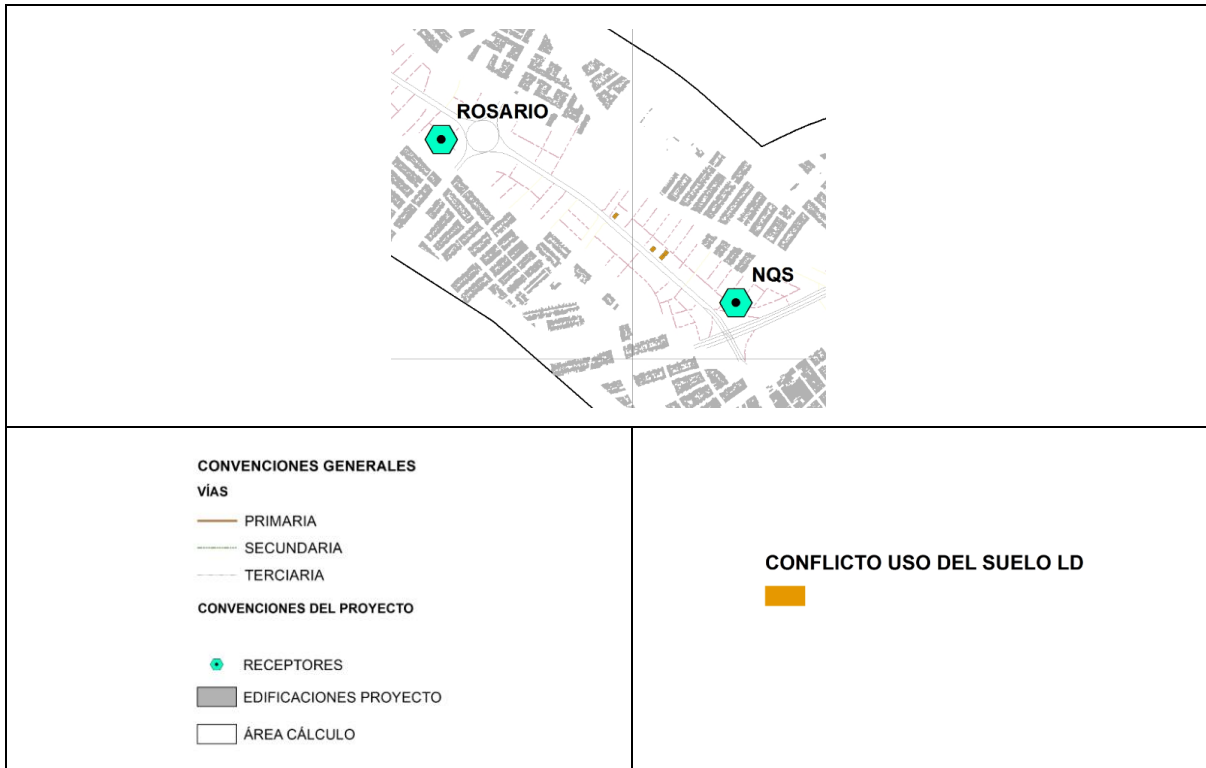 ROSARIO
NQS
CONVENCIONES GENERALES
VÍAS
PRIMARIA
SECUNDARIA
TERCIARIA
CONVENCIONES DEL PROYECTO
RECEPTORES
EDIFICACIONES PROYECTO
ÁREA CÁLCULO
CONFLICTO USO DEL SUELO LD